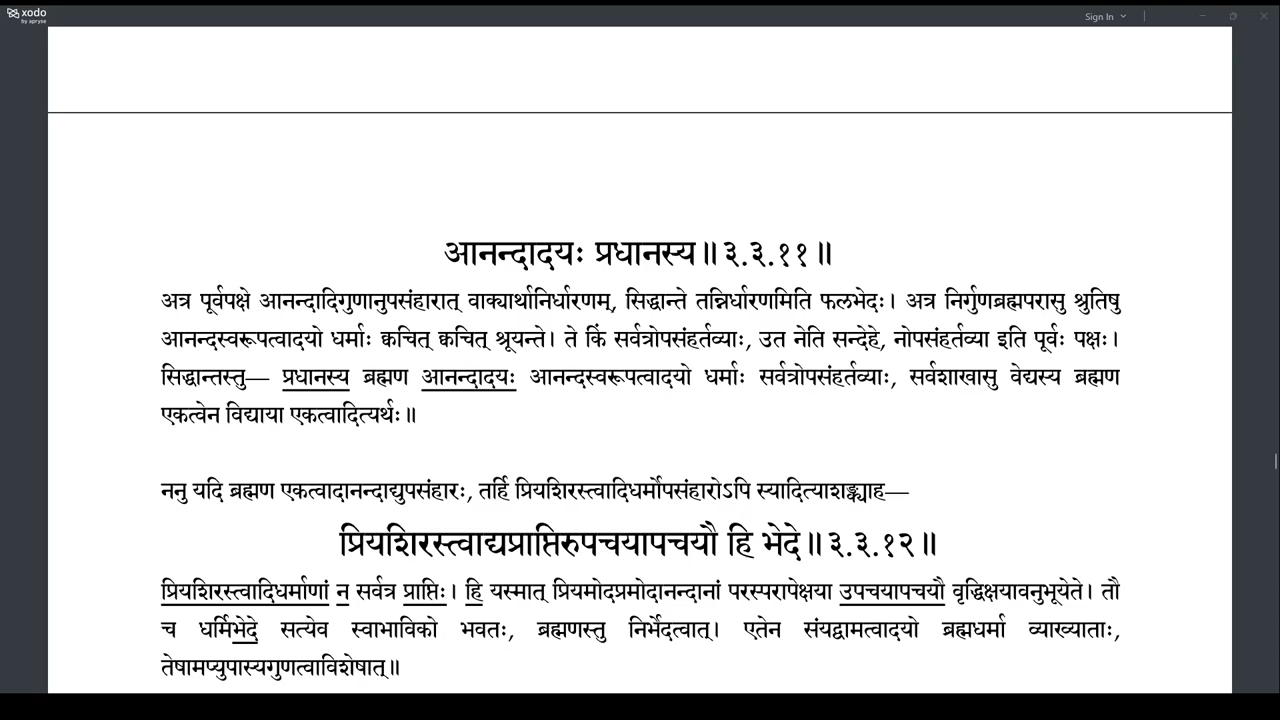 xodo
by apryse
Sign In
आनन्दादयः प्रधानस्य॥३.३.११॥
अत्र पूर्वपक्षे आनन्दादिगुणानुपसंहारात् वाक्यार्थानिर्धारणम्, सिद्धान्ते तन्निर्धारणमिति फलभेदः। अत्र निर्गुणब्रह्मपरासु श्रुतिषु
आनन्दस्वरूपत्वादयो धर्माः क्वचित् क्वचित् श्रूयन्ते। ते किं सर्वत्रोपसंहर्तव्याः, उत नेति सन्देहे, नोपसंहर्तव्या इति पूर्वः पक्षः।
सिद्धान्तस्तु— प्रधानस्य ब्रह्मण आनन्दादयः आनन्दस्वरूपत्वादयो धर्माः सर्वत्रोपसंहर्तव्याः, सर्वशाखासु वेद्यस्य ब्रह्मण
एकत्वेन विद्याया एकत्वादित्यर्थः॥
ननु यदि ब्रह्मण एकत्वादानन्दाद्युपसंहारः, तर्हि प्रियशिरस्त्वादिधर्मोपसंहारोऽपि स्यादित्याशङ्क्याह—
प्रियशिरस्त्वाद्यप्राप्तिरुपचयापचयौ हि भेदे॥३.३.१२॥
प्रियशिरस्त्वादिधर्माणां न सर्वत्र प्राप्तिः। हि यस्मात् प्रियमोदप्रमोदानन्दानां परस्परापेक्षया उपचयापचयौ वृद्धिक्षयावनुभूयेते। तौ
च धर्मिभेदे सत्येव स्वाभाविको भवतः, ब्रह्मणस्तु निर्भेदत्वात्। एतेन संयद्वामत्वादयो ब्रह्मधर्मा व्याख्याताः,
तेषामप्युपास्यगुणत्वाविशेषात्॥